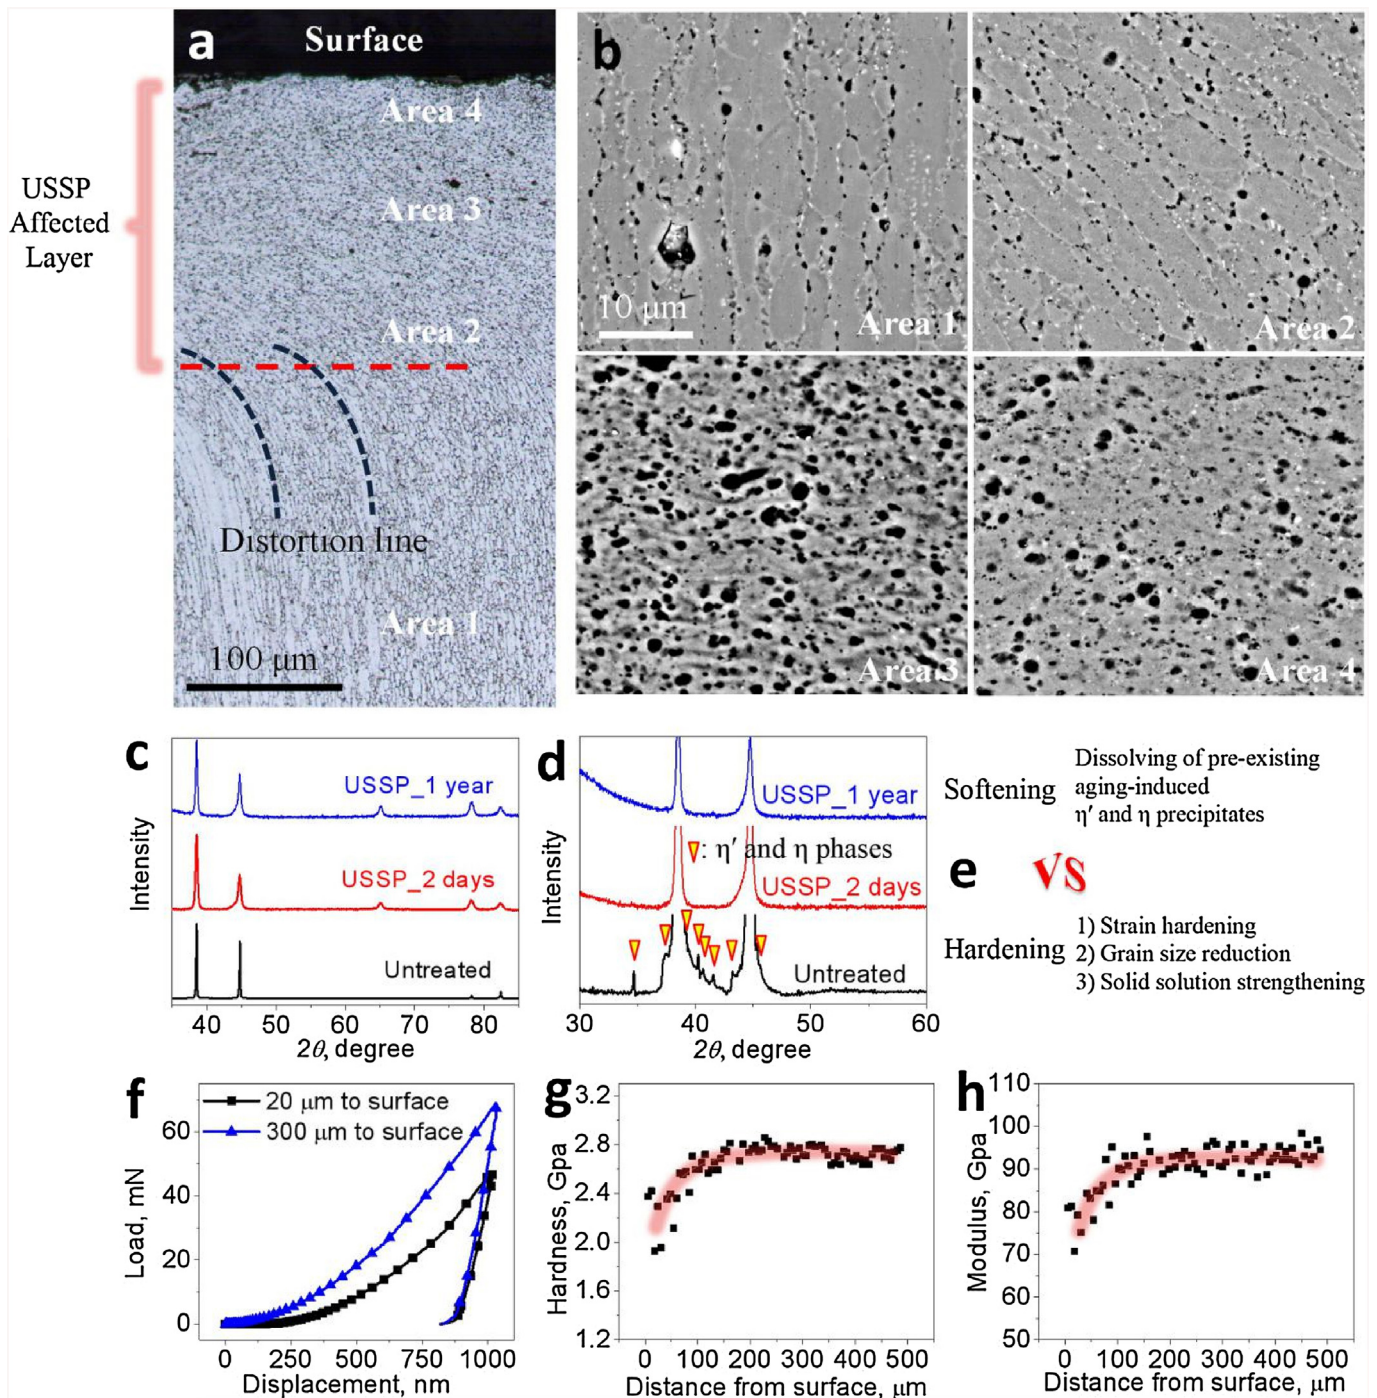 a
Surface
USSP
Affected
Layer
Area 4
Area 3
Area 2
Distortion line
Area 1
100 μm
b
10 μm
Area 1
Area 2
Area 3
Area 4
c
USSP_1 year
USSP_2 days
Untreated
Intensity
40 50 60 70 80
2θ, degree
d
USSP_1 year
: η′ and η phases
USSP_2 days
Untreated
Intensity
30 40 50 60
2θ, degree
Softening
Dissolving of pre-existing
aging-induced
η′ and η precipitates
e
VS
Hardening
1) Strain hardening
2) Grain size reduction
3) Solid solution strengthening
f
20 μm to surface
300 μm to surface
Load, mN
60
40
20
0
0 250 500 750 1000
Displacement, nm
g
Hardness, Gpa
3.2
2.8
2.4
2.0
1.6
1.2
0 100 200 300 400 500
Distance from surface, μm
h
Modulus, Gpa
110
100
90
80
70
60
50
0 100 200 300 400 500
Distance from surface, μm